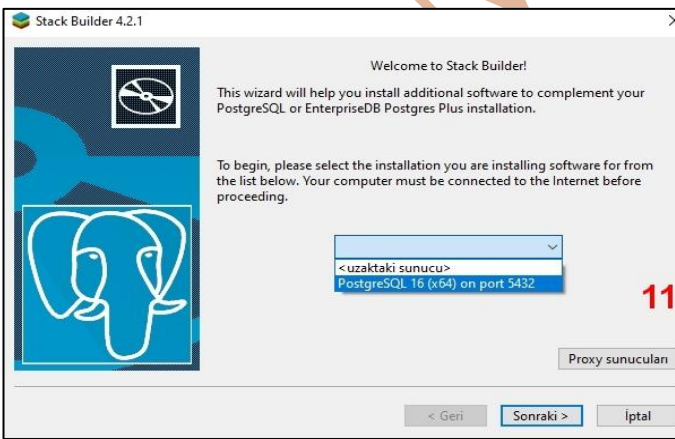 Stack Builder 4.2.1
Welcome to Stack Builder!
This wizard will help you install additional software to complement your
PostgreSQL or EnterpriseDB Postgres Plus installation.
To begin, please select the installation you are installing software for from
the list below. Your computer must be connected to the Internet before
proceeding.
<uzaktaki sunucu>
PostgreSQL 16 (x64) on port 5432
11
Proxy sunucuları
< Geri
Sonraki >
İptal